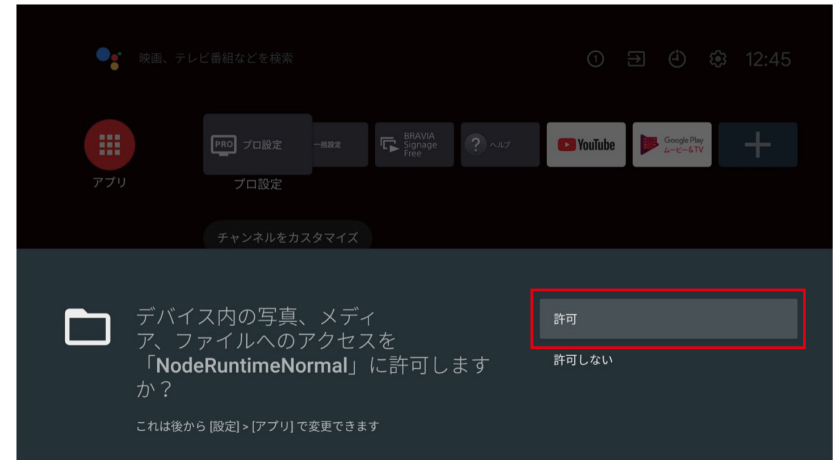 映画、テレビ番組などを検索
1
12:45
PRO プロ設定
一般設定
BRAVIA
Signage
Free
? ヘルプ
YouTube
Google Play
ムービー&TV
アプリ
プロ設定
チャンネルをカスタマイズ
デバイス内の写真、メディ
ア、ファイルへのアクセスを
「NodeRuntimeNormal」に許可します
か？
これは後から [設定] > [アプリ] で変更できます
許可
許可しない